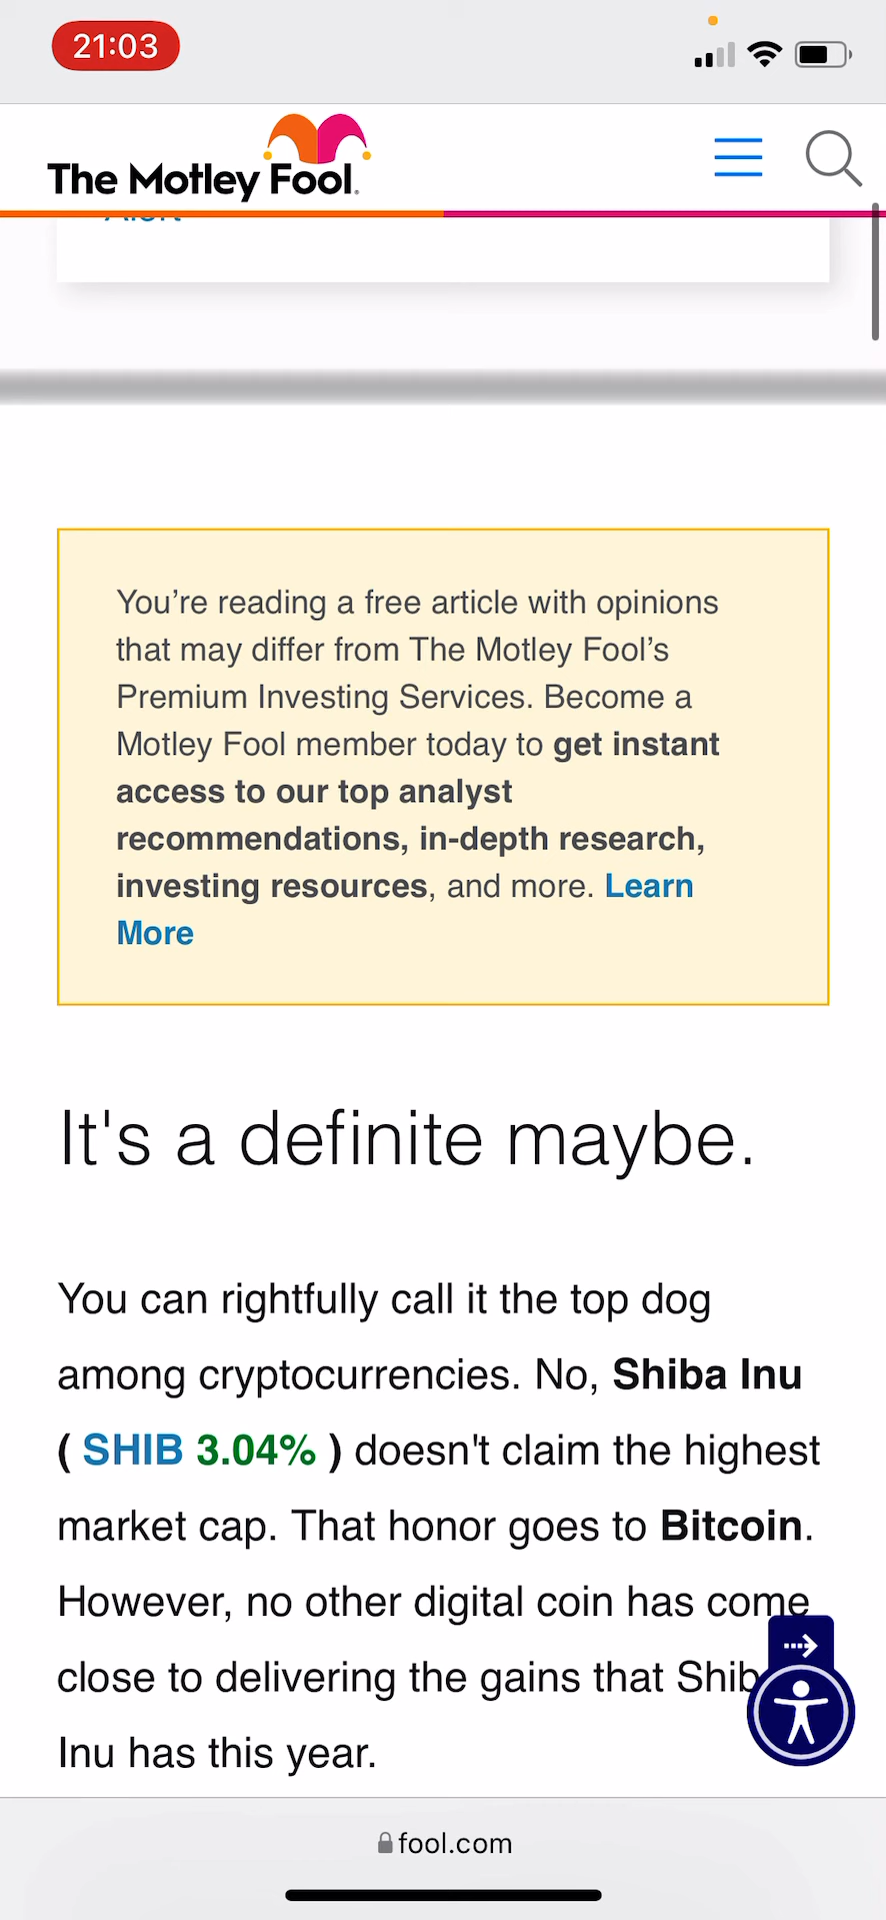 21:03
The Motley Fool.
You're reading a free article with opinions
that may differ from The Motley Fool's
Premium Investing Services. Become a
Motley Fool member today to get instant
access to our top analyst
recommendations, in-depth research,
investing resources, and more. Learn
More
It's a definite maybe.
You can rightfully call it the top dog
among cryptocurrencies. No, Shiba Inu
( SHIB 3.04% ) doesn't claim the highest
market cap. That honor goes to Bitcoin.
However, no other digital coin has come
close to delivering the gains that Shib
Inu has this year.
fool.com